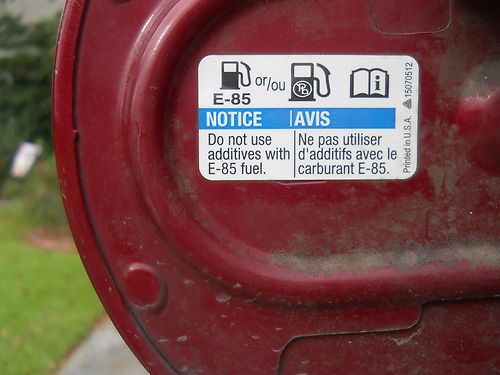 or/ou
E-85
NOTICE
AVIS
Do not use
additives with
E-85 fuel.
Ne pas utiliser
d'additifs avec le
carburant E-85.
Printed in U.S.A.
15070512